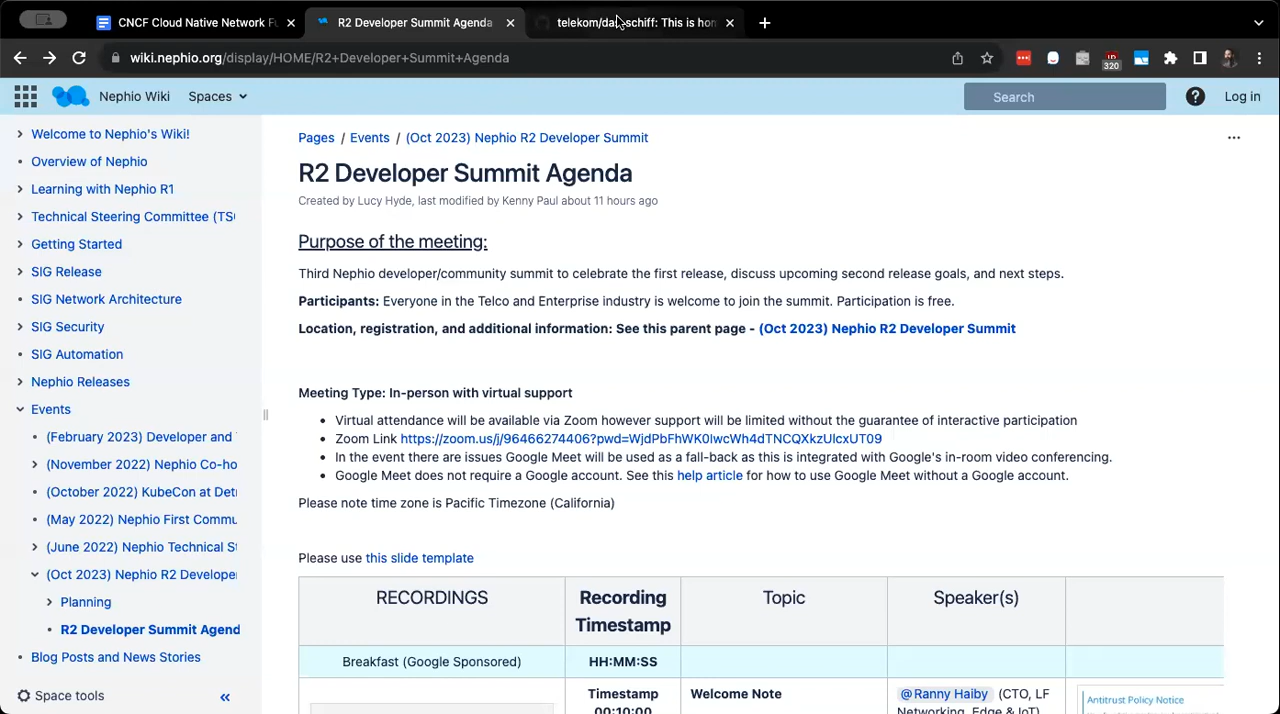 CNCF Cloud Native Network Fu
R2 Developer Summit Agenda
telekom/das-schiff: This is hom
wiki.nephio.org/display/HOME/R2+Developer+Summit+Agenda
320
Nephio Wiki
Spaces
Search
Log in
Welcome to Nephio's Wiki!
Overview of Nephio
Learning with Nephio R1
Technical Steering Committee (TSC
Getting Started
SIG Release
SIG Network Architecture
SIG Security
SIG Automation
Nephio Releases
Events
(February 2023) Developer and
(November 2022) Nephio Co-ho
(October 2022) KubeCon at Det
(May 2022) Nephio First Commu
(June 2022) Nephio Technical S
(Oct 2023) Nephio R2 Develope
Planning
R2 Developer Summit Agend
Blog Posts and News Stories
Space tools
Pages / Events / (Oct 2023) Nephio R2 Developer Summit
R2 Developer Summit Agenda
Created by Lucy Hyde, last modified by Kenny Paul about 11 hours ago
Purpose of the meeting:
Third Nephio developer/community summit to celebrate the first release, discuss upcoming second release goals, and next steps.
Participants: Everyone in the Telco and Enterprise industry is welcome to join the summit. Participation is free.
Location, registration, and additional information: See this parent page - (Oct 2023) Nephio R2 Developer Summit
Meeting Type: In-person with virtual support
• Virtual attendance will be available via Zoom however support will be limited without the guarantee of interactive participation
• Zoom Link https://zoom.us/j/96466274406?pwd=WjdPbFhWK0lwcWh4dTNCQXkzUlcxUT09
• In the event there are issues Google Meet will be used as a fall-back as this is integrated with Google's in-room video conferencing.
• Google Meet does not require a Google account. See this help article for how to use Google Meet without a Google account.
Please note time zone is Pacific Timezone (California)
Please use this slide template
RECORDINGS
Recording
Timestamp
Topic
Speaker(s)
Breakfast (Google Sponsored)
HH:MM:SS
Timestamp
00:10:00
Welcome Note
@Ranny Haiby (CTO, LF
Networking, Edge & IoT)
Antitrust Policy Notice